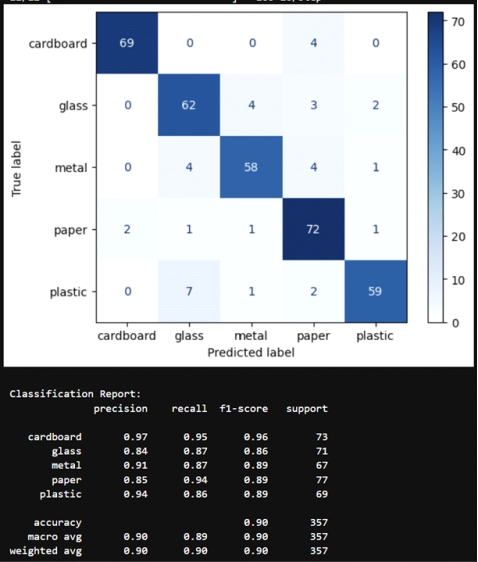 cardboard 69 0 0 4 0
glass 0 62 4 3 2
metal 0 4 58 4 1
paper 2 1 1 72 1
plastic 0 7 1 2 59
cardboard glass metal paper plastic
Predicted label
True label
70
60
50
40
30
20
10
0
Classification Report:
precision recall f1-score support
cardboard 0.97 0.95 0.96 73
glass 0.84 0.87 0.86 71
metal 0.91 0.87 0.89 67
paper 0.85 0.94 0.89 77
plastic 0.94 0.86 0.89 69
accuracy 0.90 357
macro avg 0.90 0.89 0.90 357
weighted avg 0.90 0.90 0.90 357